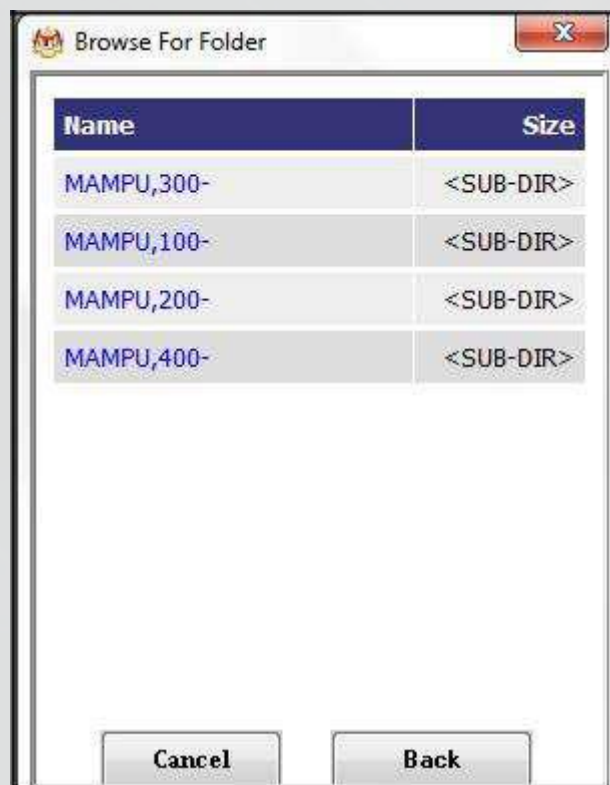 Browse For Folder
Name Size
MAMPU,300- <SUB-DIR>
MAMPU,100- <SUB-DIR>
MAMPU,200- <SUB-DIR>
MAMPU,400- <SUB-DIR>
Cancel Back